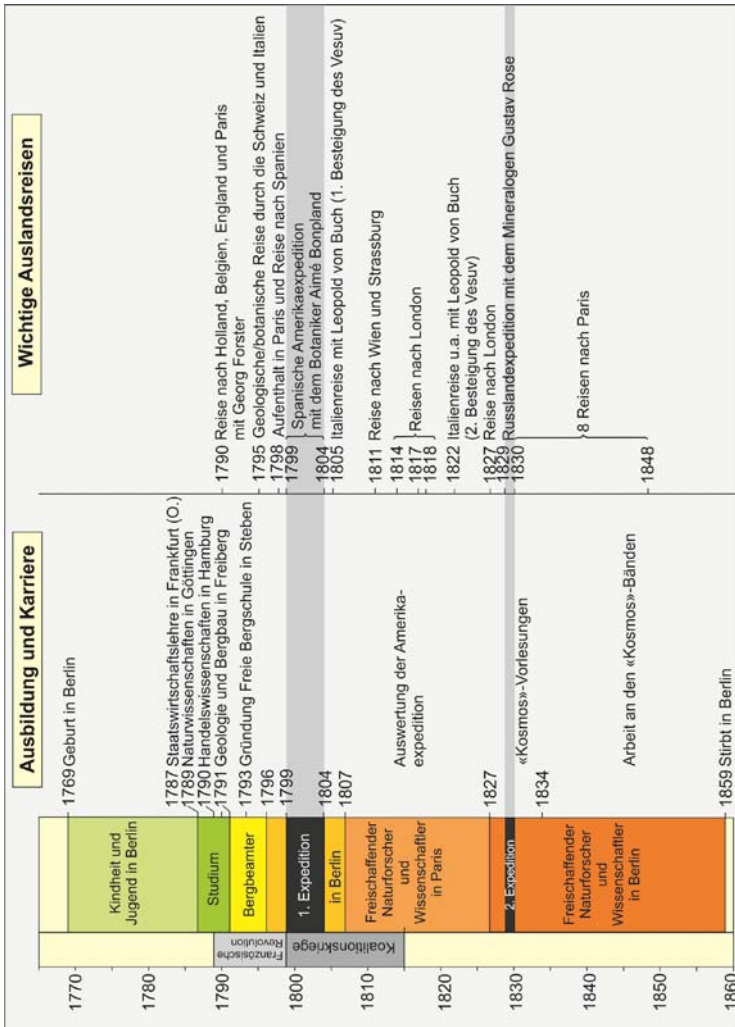 Ausbildung und Karriere
Wichtige Auslandsreisen
1770
1780
1790
1800
1810
1820
1830
1840
1850
1860
Französische
Revolution
Koalitionskriege
Kindheit und
Jugend in Berlin
Studium
Bergbeamter
1. Expedition
in Berlin
Freischaffender
Naturforscher
und
Wissenschaftler
in Paris
2. Expedition
Freischaffender
Naturforscher
und
Wissenschaftler
in Berlin
1769 Geburt in Berlin
1787 Staatswirtschaftslehre in Frankfurt (O.)
1789 Naturwissenschaften in Göttingen
1790 Handelswissenschaften in Hamburg
1791 Geologie und Bergbau in Freiberg
1793 Gründung Freie Bergschule in Steben
1796
1799
1804
1807
Auswertung der Amerika-
expedition
1827
«Kosmos»-Vorlesungen
1834
Arbeit an den «Kosmos»-Bänden
1859 Stirbt in Berlin
1790 Reise nach Holland, Belgien, England und Paris
mit Georg Forster
1795 Geologische/botanische Reise durch die Schweiz und Italien
1798 Aufenthalt in Paris und Reise nach Spanien
1799
Spanische Amerikaexpedition
mit dem Botaniker Aimé Bonpland
1804
1805 Italienreise mit Leopold von Buch (1. Besteigung des Vesuv)
1811 Reise nach Wien und Strassburg
1814
1817 Reisen nach London
1818
1822 Italienreise u.a. mit Leopold von Buch
(2. Besteigung des Vesuv)
1827 Reise nach London
1829 Russlandexpedition mit dem Mineralogen Gustav Rose
1830
8 Reisen nach Paris
1848